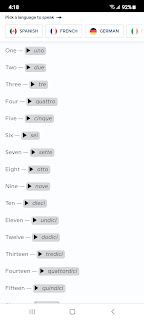 4:18
92%
Pick a language to speak →
SPANISH FRENCH GERMAN
One — uno
Two — due
Three — tre
Four — quattro
Five — cinque
Six — sei
Seven — sette
Eight — otto
Nine — nove
Ten — dieci
Eleven — undici
Twelve — dodici
Thirteen — tredici
Fourteen — quattordici
Fifteen — quindici